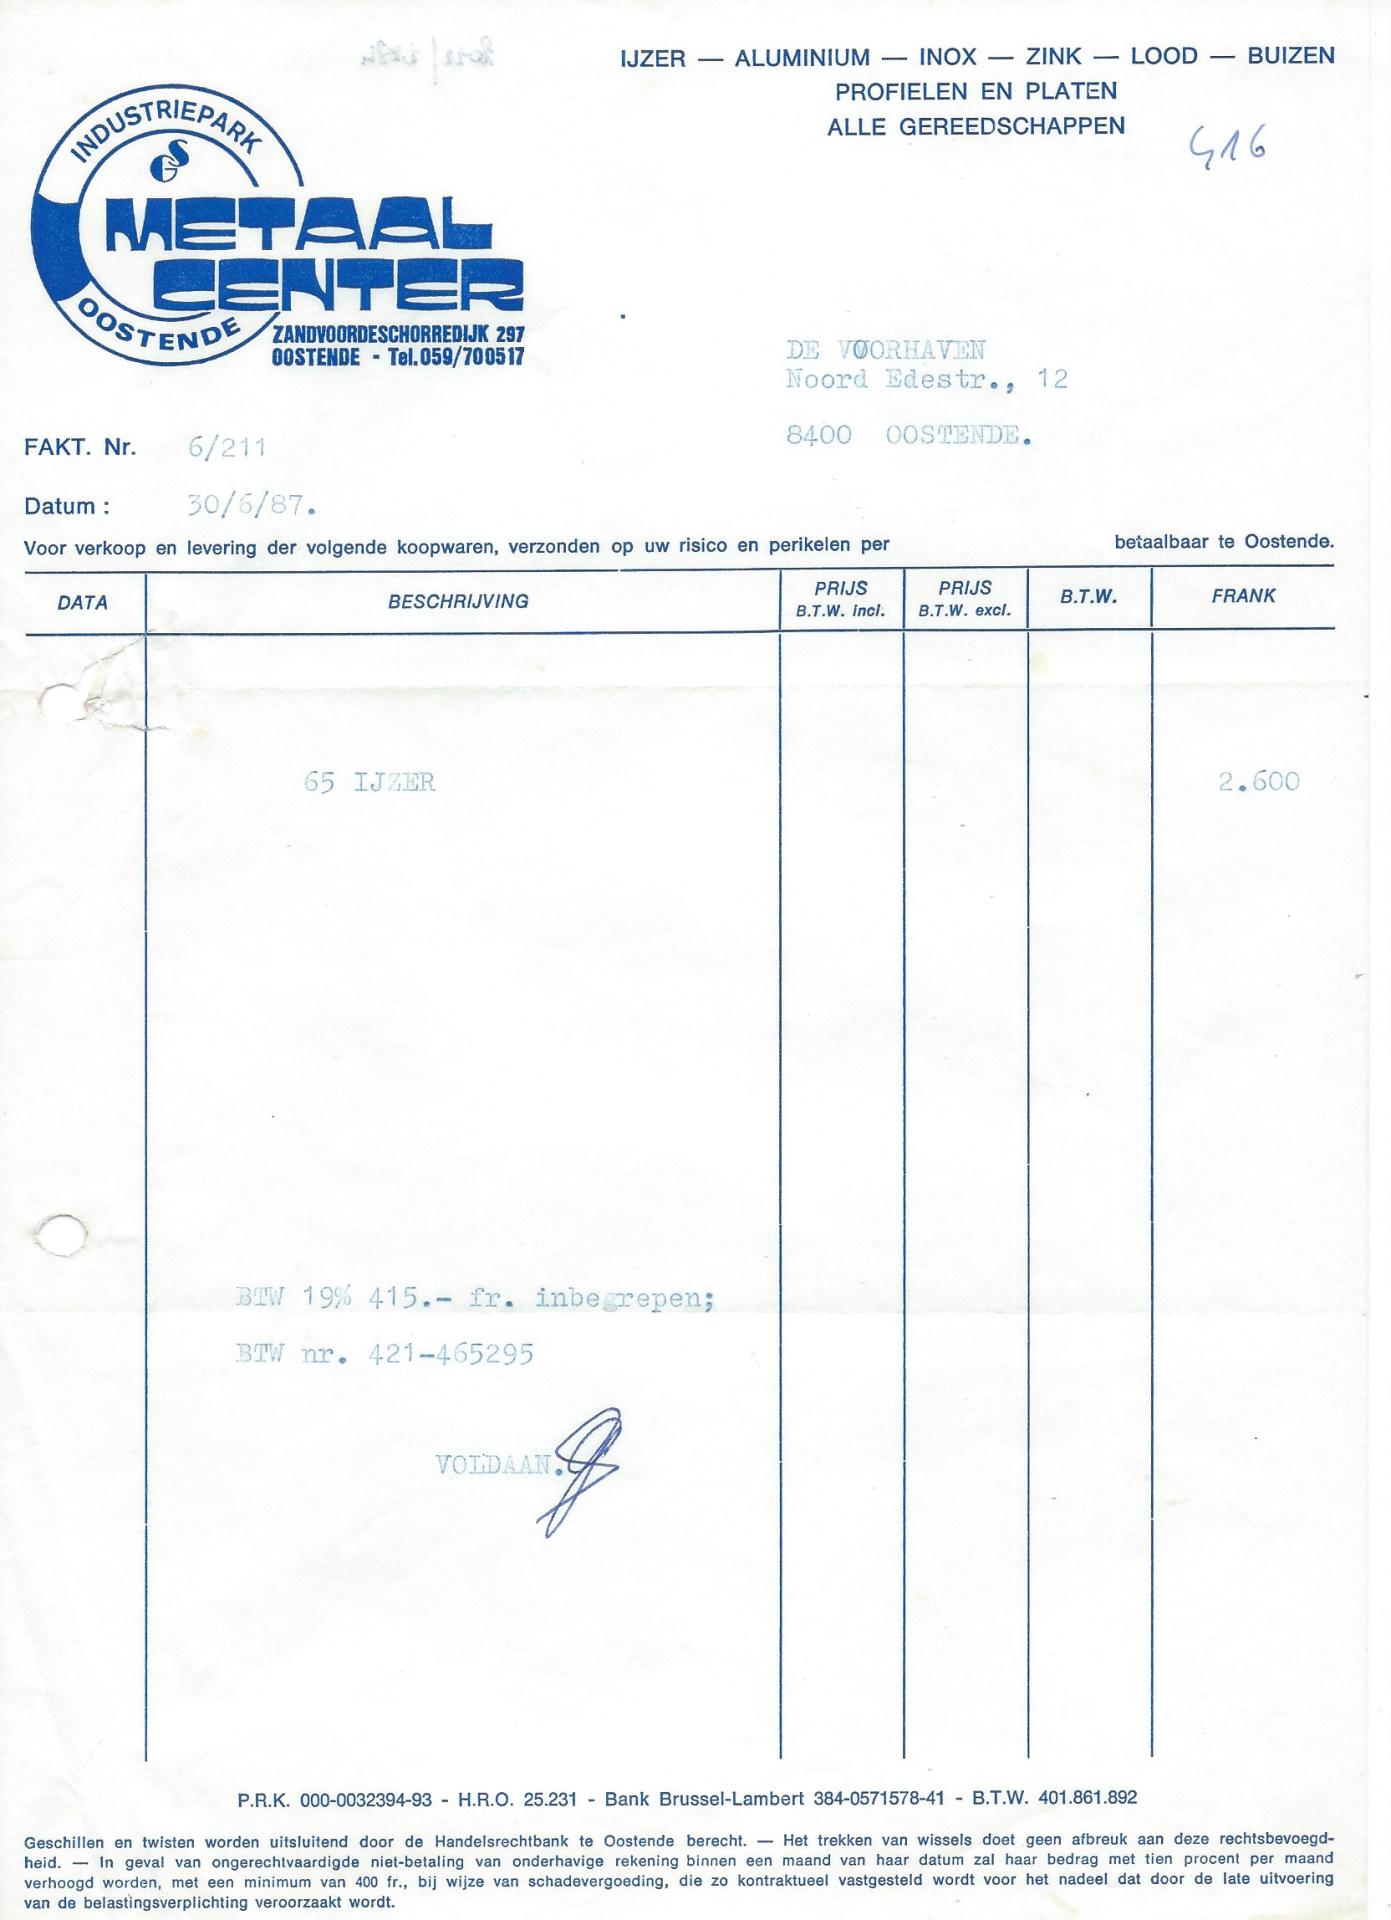 IJZER — ALUMINIUM — INOX — ZINK — LOOD — BUIZEN
PROFIELEN EN PLATEN
ALLE GEREEDSCHAPPEN
416
INDUSTRIEPARK
GS
METAAL
CENTER
OOSTENDE
ZANDVOORDESCHORREDIJK 297
OOSTENDE - Tel.059/700517
DE VOORHAVEN
Noord Edestr., 12
8400 OOSTENDE.
FAKT. Nr. 6/211
Datum : 30/6/87.
Voor verkoop en levering der volgende koopwaren, verzonden op uw risico en perikelen per betaalbaar te Oostende.
DATA BESCHRIJVING PRIJS B.T.W. incl. PRIJS B.T.W. excl. B.T.W. FRANK
65 IJZER 2.600
BTW 19% 415.- fr. inbegrepen;
BTW nr. 421-465295
VOLDAAN.
P.R.K. 000-0032394-93 - H.R.O. 25.231 - Bank Brussel-Lambert 384-0571578-41 - B.T.W. 401.861.892
Geschillen en twisten worden uitsluitend door de Handelsrechtbank te Oostende berecht. — Het trekken van wissels doet geen afbreuk aan deze rechtsbevoegd-
heid. — In geval van ongerechtvaardigde niet-betaling van onderhavige rekening binnen een maand van haar datum zal haar bedrag met tien procent per maand
verhoogd worden, met een minimum van 400 fr., bij wijze van schadevergoeding, die zo kontraktueel vastgesteld wordt voor het nadeel dat door de late uitvoering
van de belastingsverplichting veroorzaakt wordt.